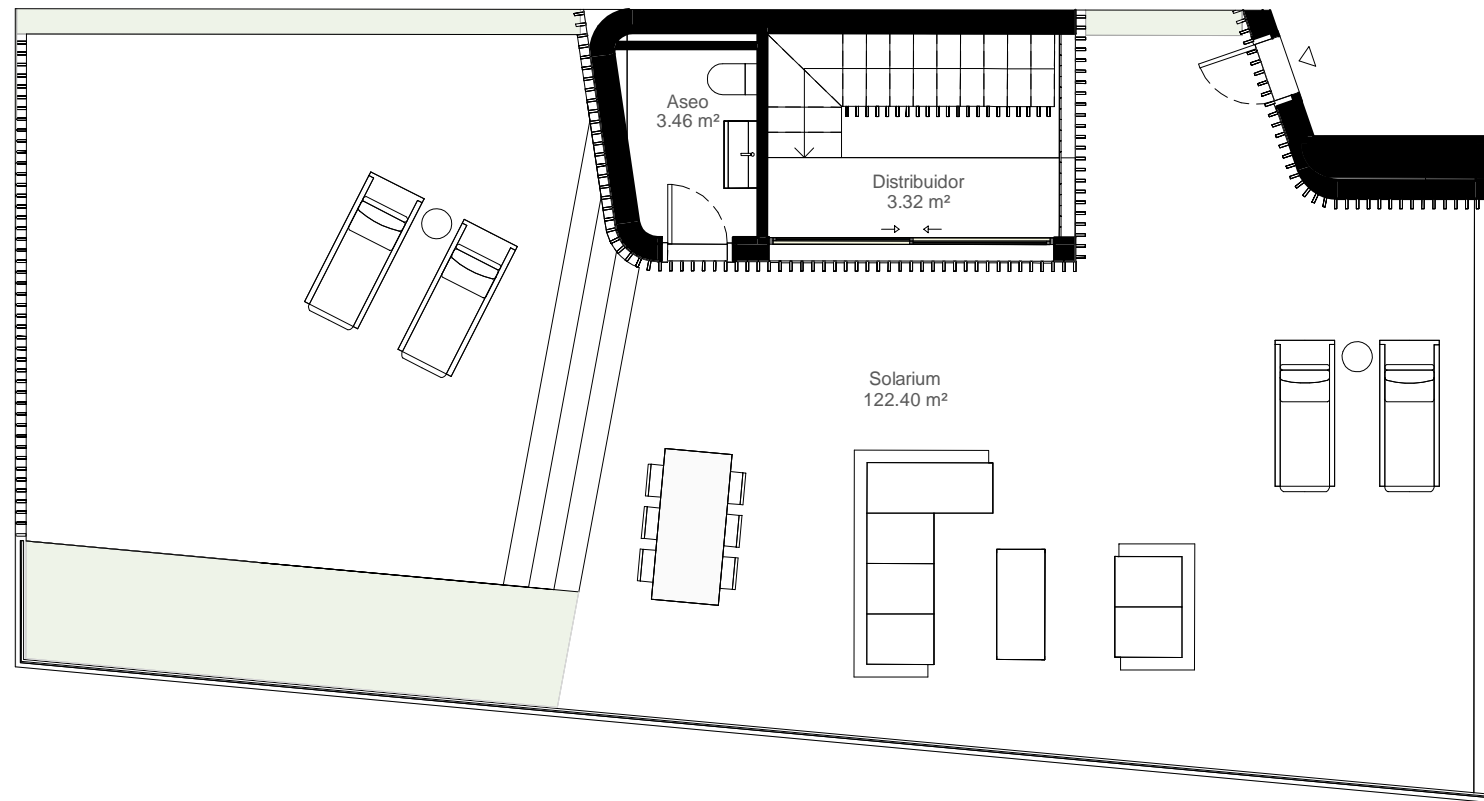 Aseo
3.46 m²
Distribuidor
3.32 m²
Solarium
122.40 m²